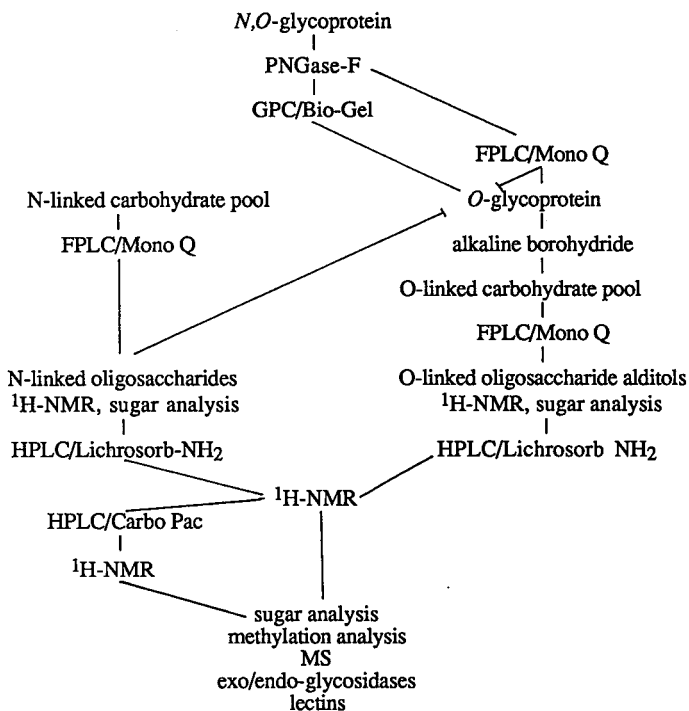 N,O-glycoprotein
PNGase-F
GPC/Bio-Gel
FPLC/Mono Q
N-linked carbohydrate pool
O-glycoprotein
FPLC/Mono Q
alkaline borohydride
O-linked carbohydrate pool
FPLC/Mono Q
N-linked oligosaccharides
¹H-NMR, sugar analysis
O-linked oligosaccharide alditols
¹H-NMR, sugar analysis
HPLC/Lichrosorb-NH₂
HPLC/Lichrosorb NH₂
¹H-NMR
HPLC/Carbo Pac
¹H-NMR
sugar analysis
methylation analysis
MS
exo/endo-glycosidases
lectins